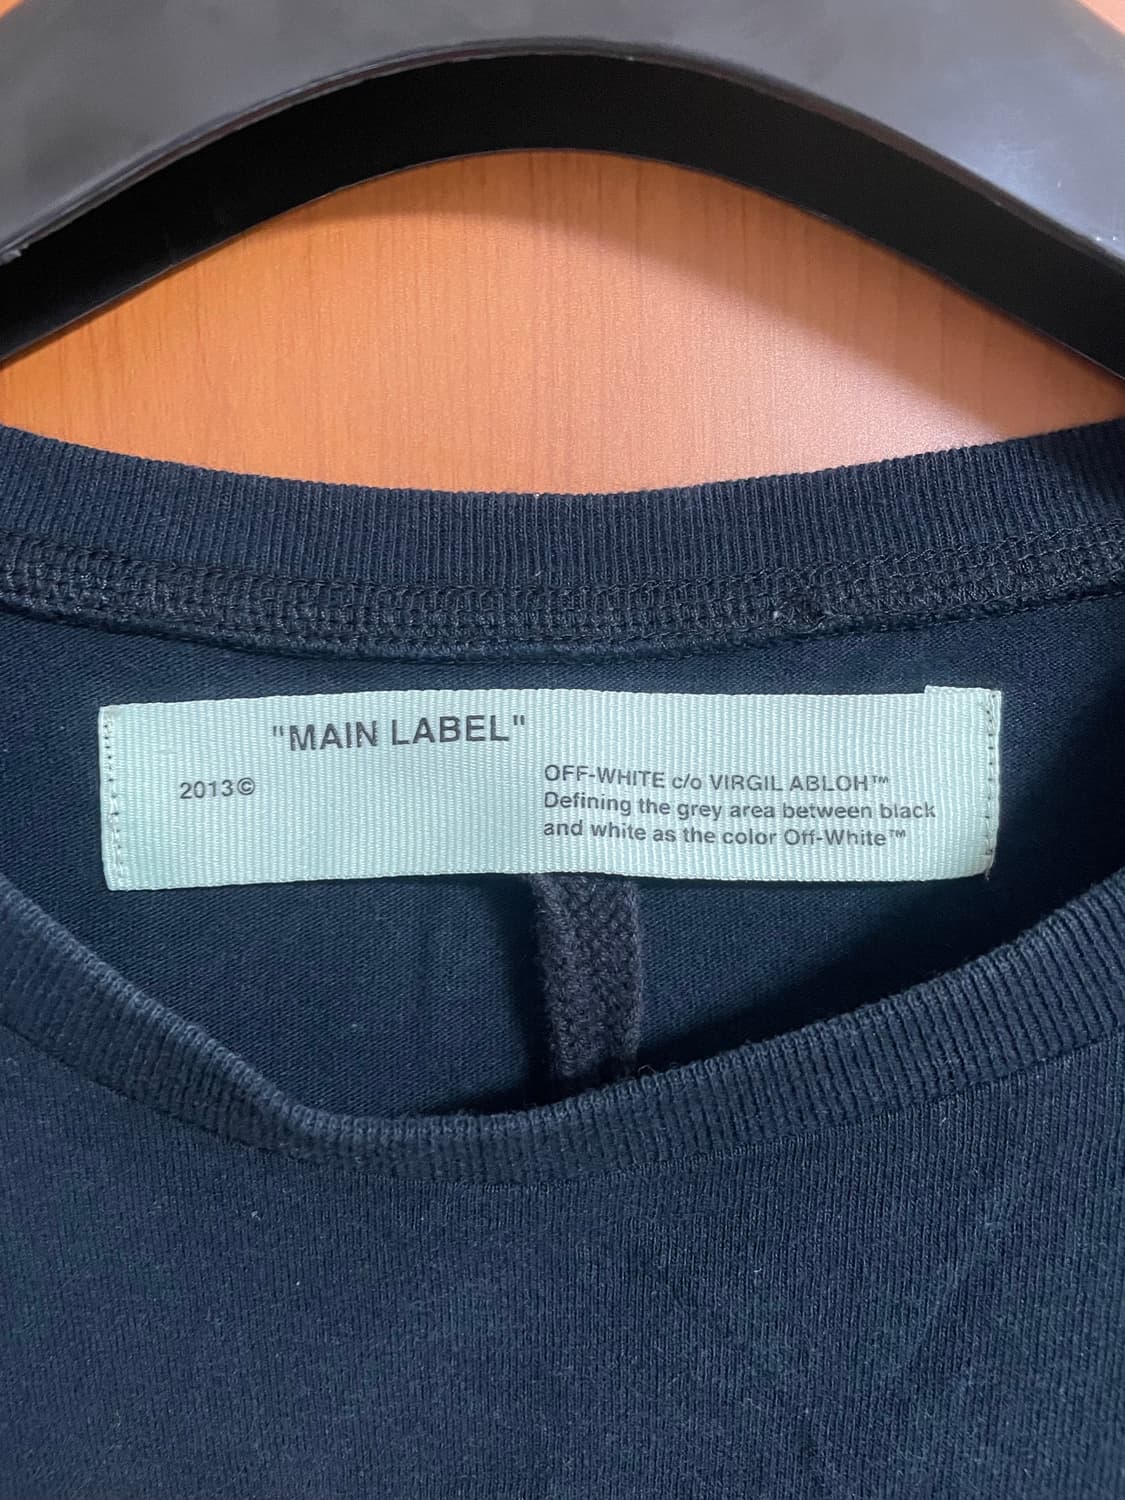 "MAIN LABEL"
2013©
OFF-WHITE c/o VIRGIL ABLOH™
Defining the grey area between black
and white as the color Off-White™